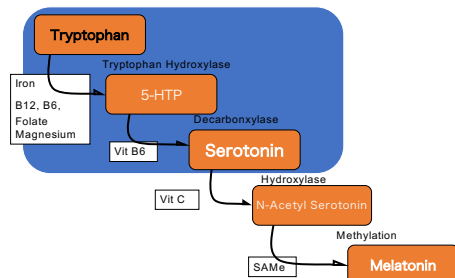 Tryptophan
Tryptophan Hydroxylase
Iron
B12, B6,
Folate
Magnesium
5-HTP
Decarbonxylase
Vit B6
Serotonin
Hydroxylase
Vit C
N-Acetyl Serotonin
Methylation
SAMe
Melatonin